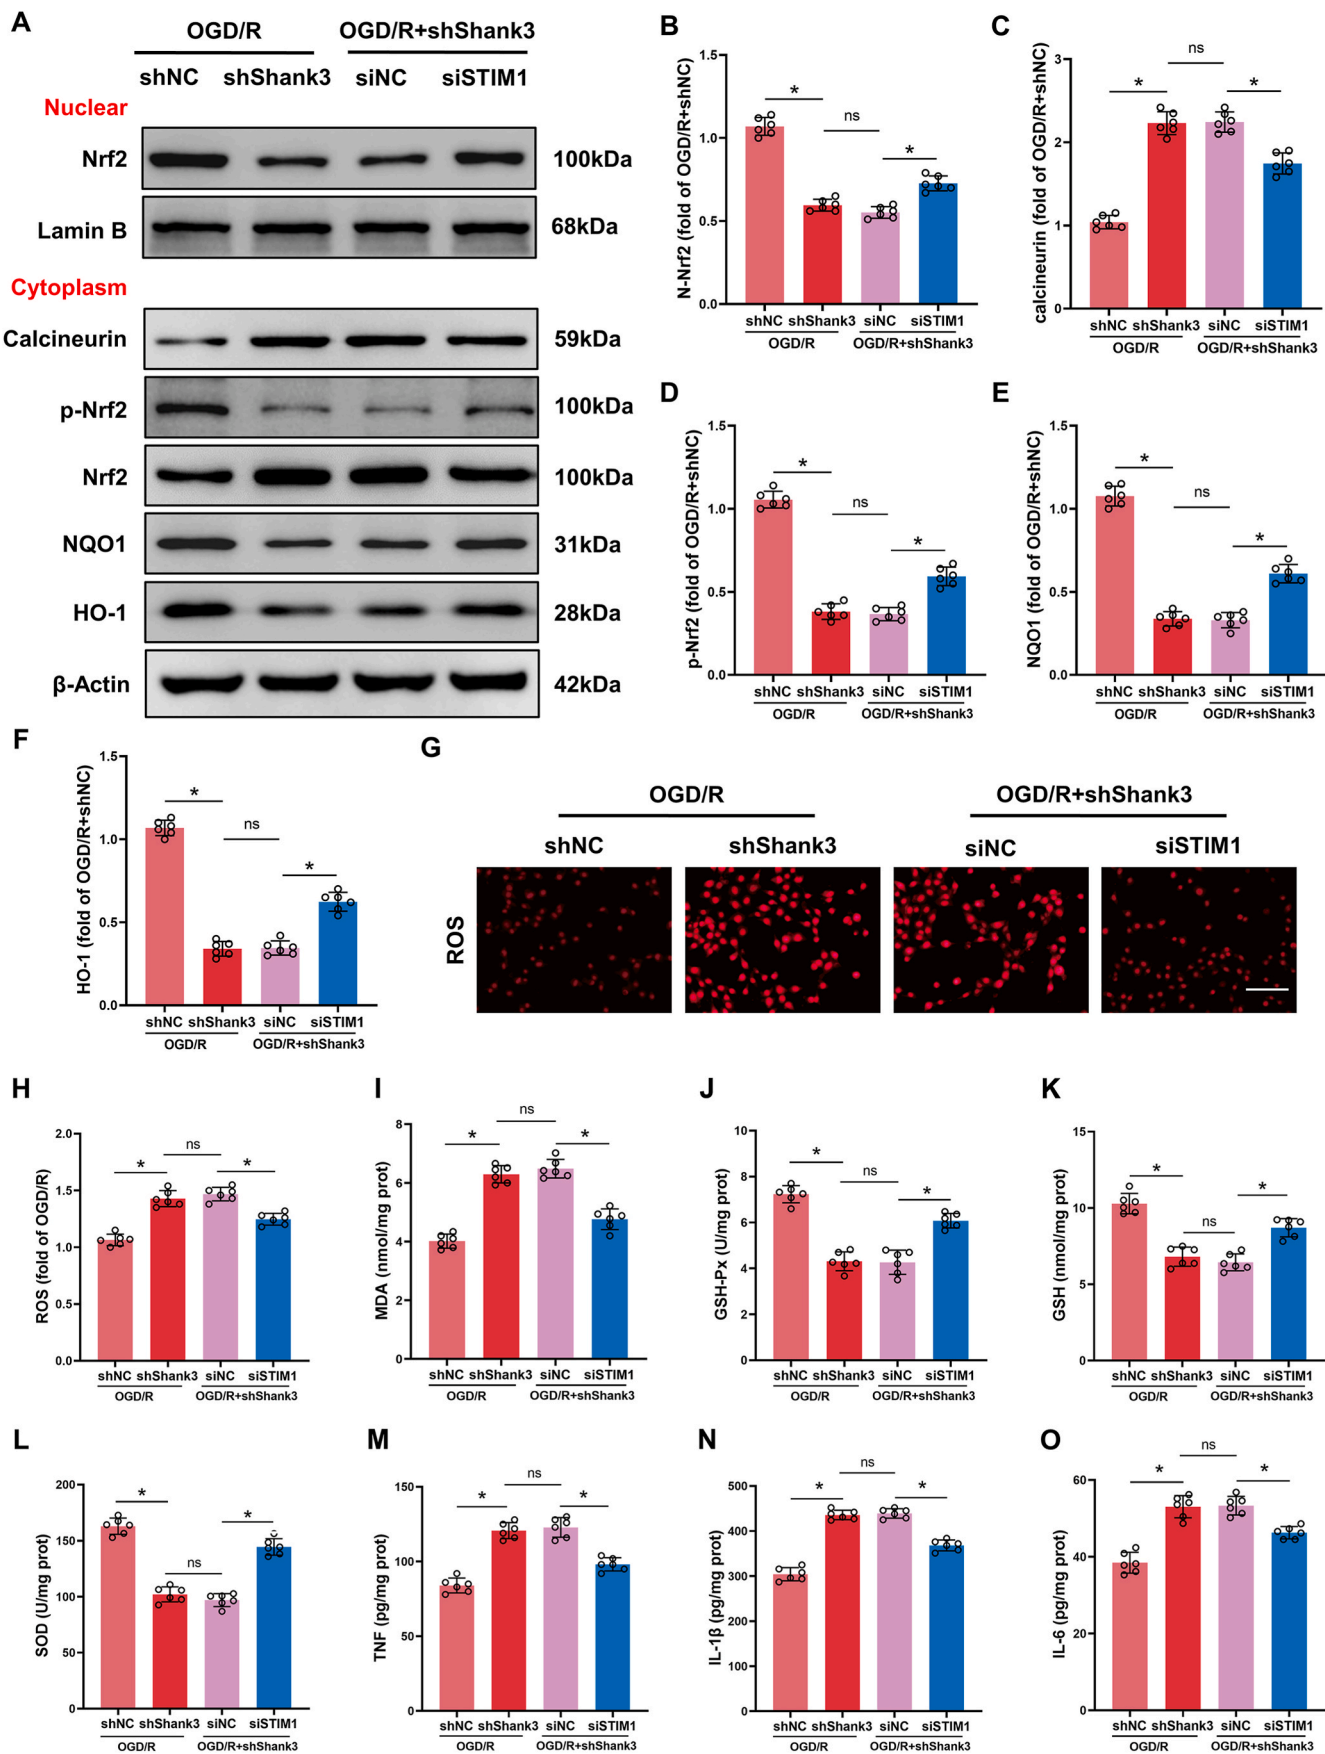 A
OGD/R OGD/R+shShank3
shNC shShank3 siNC siSTIM1
Nuclear
Nrf2 100kDa
Lamin B 68kDa
Cytoplasm
Calcineurin 59kDa
p-Nrf2 100kDa
Nrf2 100kDa
NQO1 31kDa
HO-1 28kDa
β-Actin 42kDa
B
N-Nrf2 (fold of OGD/R+shNC)
1.5
1.0
0.5
0.0
* ns *
shNC shShank3 siNC siSTIM1
OGD/R OGD/R+shShank3
C
calcineurin (fold of OGD/R+shNC)
3
2
1
0
* ns *
shNC shShank3 siNC siSTIM1
OGD/R OGD/R+shShank3
D
p-Nrf2 (fold of OGD/R+shNC)
1.5
1.0
0.5
0.0
* ns *
shNC shShank3 siNC siSTIM1
OGD/R OGD/R+shShank3
E
NQO1 (fold of OGD/R+shNC)
1.5
1.0
0.5
0.0
* ns *
shNC shShank3 siNC siSTIM1
OGD/R OGD/R+shShank3
F
HO-1 (fold of OGD/R+shNC)
1.5
1.0
0.5
0.0
* ns *
shNC shShank3 siNC siSTIM1
OGD/R OGD/R+shShank3
G
OGD/R OGD/R+shShank3
shNC shShank3 siNC siSTIM1
ROS
H
ROS (fold of OGD/R)
2.0
1.5
1.0
0.5
0.0
* ns *
shNC shShank3 siNC siSTIM1
OGD/R OGD/R+shShank3
I
MDA (nmol/mg prot)
8
6
4
2
0
* ns *
shNC shShank3 siNC siSTIM1
OGD/R OGD/R+shShank3
J
GSH-Px (U/mg prot)
10
8
6
4
2
0
* ns *
shNC shShank3 siNC siSTIM1
OGD/R OGD/R+shShank3
K
GSH (nmol/mg prot)
15
10
5
0
* ns *
shNC shShank3 siNC siSTIM1
OGD/R OGD/R+shShank3
L
SOD (U/mg prot)
200
150
100
50
0
* ns *
shNC shShank3 siNC siSTIM1
OGD/R OGD/R+shShank3
M
TNF (pg/mg prot)
150
100
50
0
* ns *
shNC shShank3 siNC siSTIM1
OGD/R OGD/R+shShank3
N
IL-1β (pg/mg prot)
500
400
300
200
100
0
* ns *
shNC shShank3 siNC siSTIM1
OGD/R OGD/R+shShank3
O
IL-6 (pg/mg prot)
60
40
20
0
* ns *
shNC shShank3 siNC siSTIM1
OGD/R OGD/R+shShank3